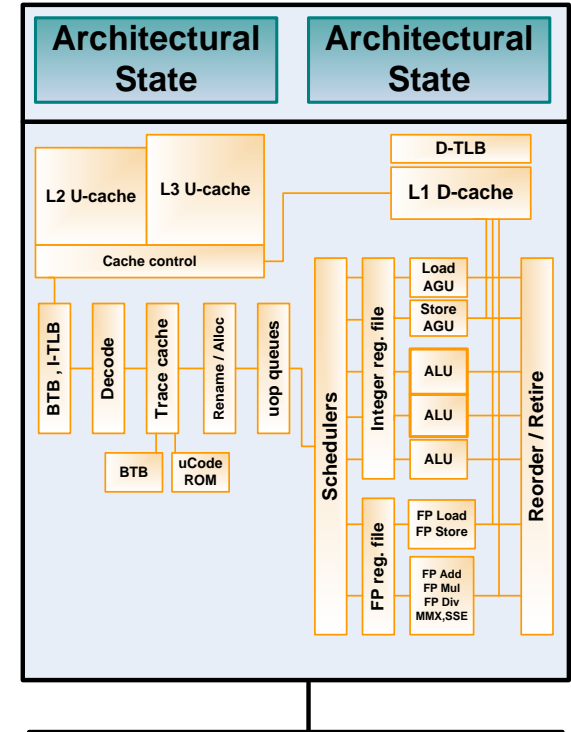 Architectural
State
Architectural
State
D-TLB
L2 U-cache
L3 U-cache
L1 D-cache
Cache control
BTB , I-TLB
Decode
Trace cache
Rename / Alloc
uop queues
BTB
uCode
ROM
Schedulers
Integer reg. file
FP reg. file
Load
AGU
Store
AGU
ALU
ALU
ALU
FP Load
FP Store
FP Add
FP Mul
FP Div
MMX,SSE
Reorder / Retire